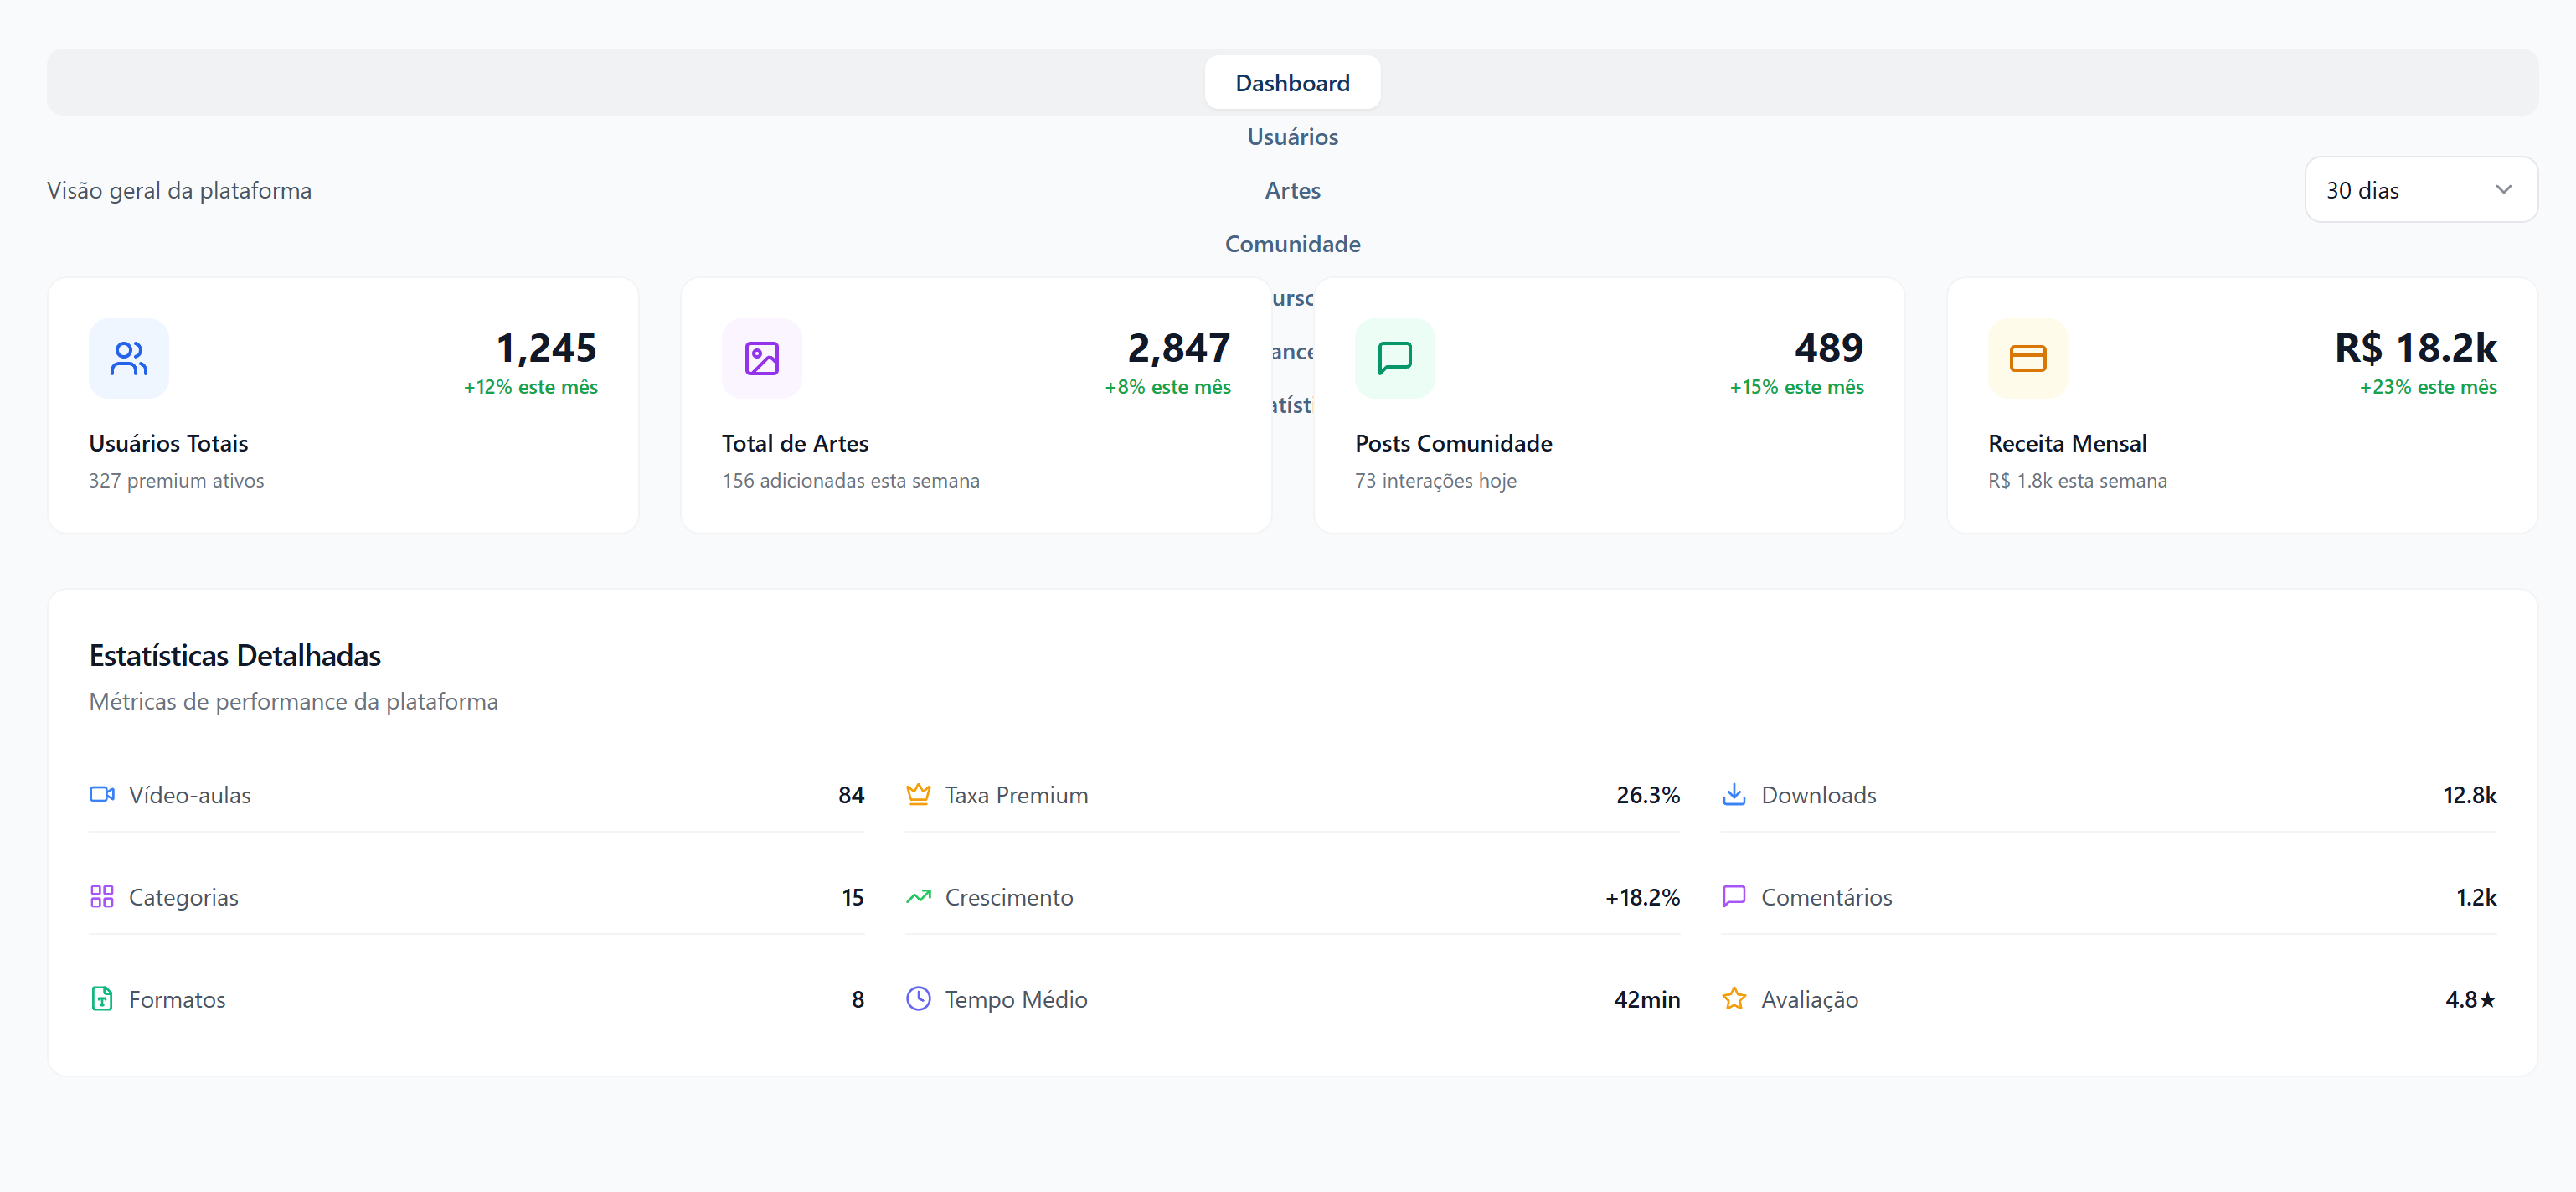 Dashboard
Usuários
Visão geral da plataforma
Artes
30 dias
Comunidade
1,245
+12% este mês
Usuários Totais
327 premium ativos
2,847
+8% este mês
Total de Artes
156 adicionadas esta semana
489
+15% este mês
Posts Comunidade
73 interações hoje
R$ 18.2k
+23% este mês
Receita Mensal
R$ 1.8k esta semana
Estatísticas Detalhadas
Métricas de performance da plataforma
Vídeo-aulas 84
Taxa Premium 26.3%
Downloads 12.8k
Categorias 15
Crescimento +18.2%
Comentários 1.2k
Formatos 8
Tempo Médio 42min
Avaliação 4.8★